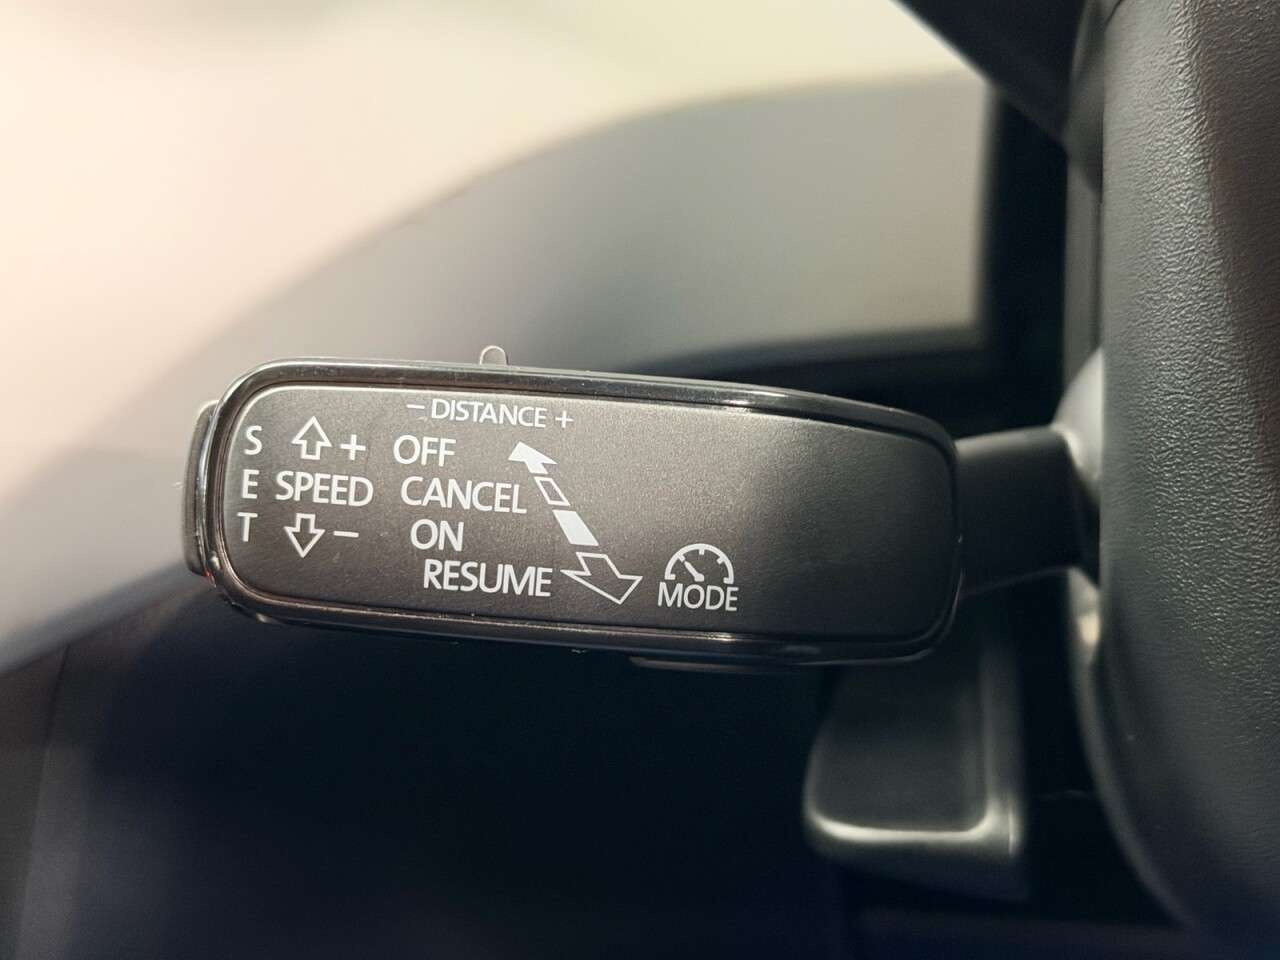 − DISTANCE +
S + OFF
E SPEED CANCEL
T − ON
RESUME
MODE